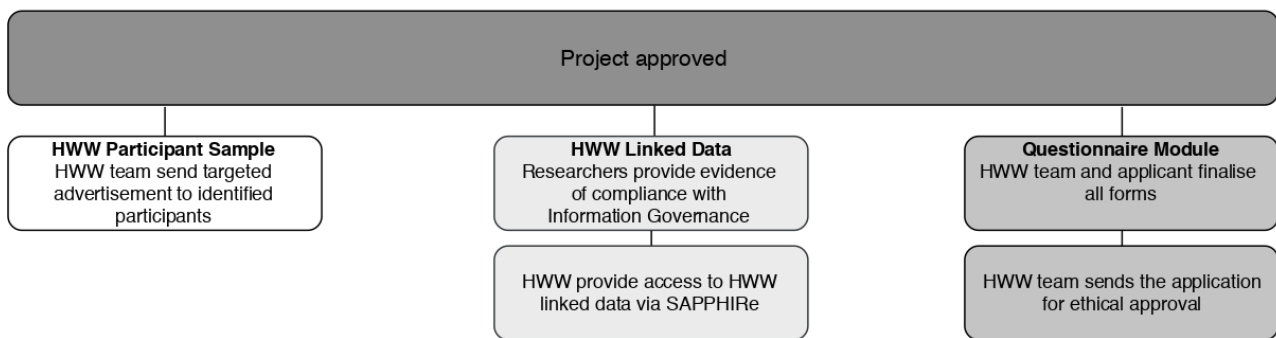 Project approved
HWW Participant Sample
HWW team send targeted
advertisement to identified
participants
HWW Linked Data
Researchers provide evidence
of compliance with
Information Governance
HWW provide access to HWW
linked data via SAPPHIRe
Questionnaire Module
HWW team and applicant finalise
all forms
HWW team sends the application
for ethical approval